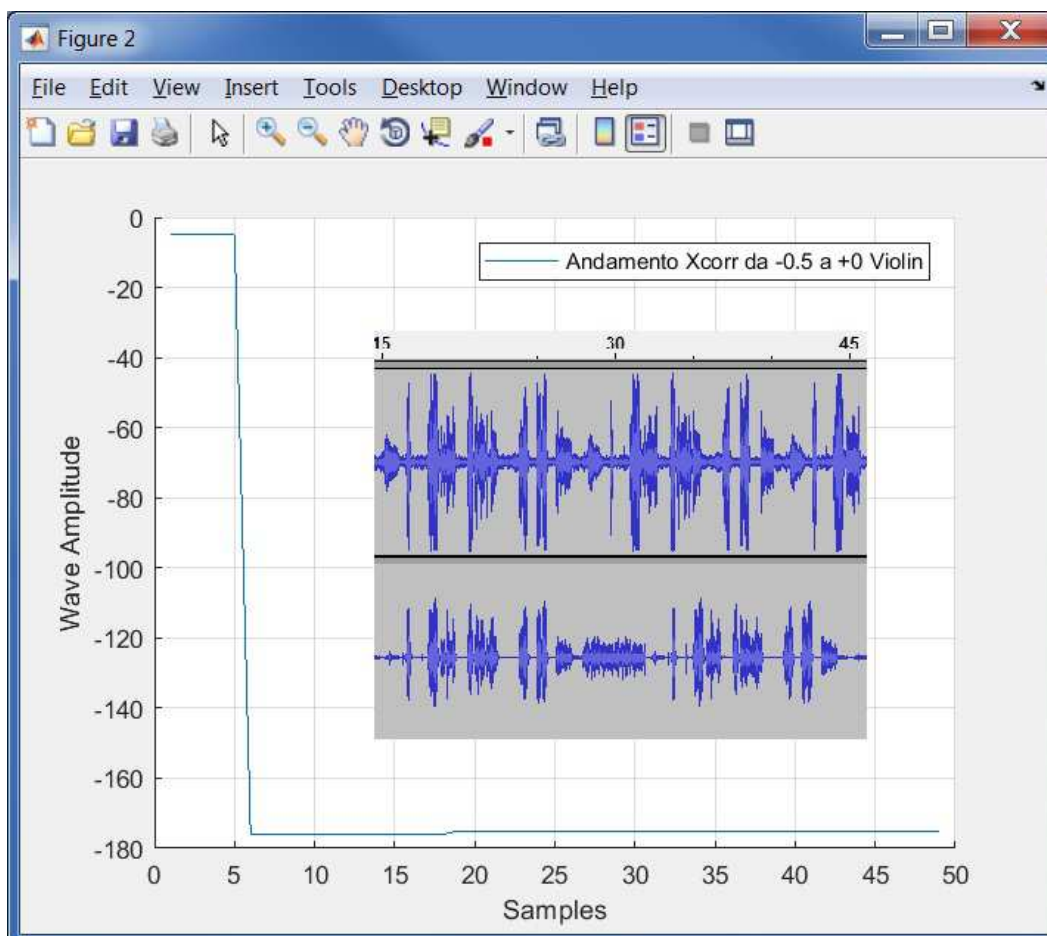 Figure 2
File Edit View Insert Tools Desktop Window Help
0
-20
-40
-60
-80
-100
-120
-140
-160
-180
Wave Amplitude
Andamento Xcorr da -0.5 a +0 Violin
15 30 45
0 5 10 15 20 25 30 35 40 45 50
Samples